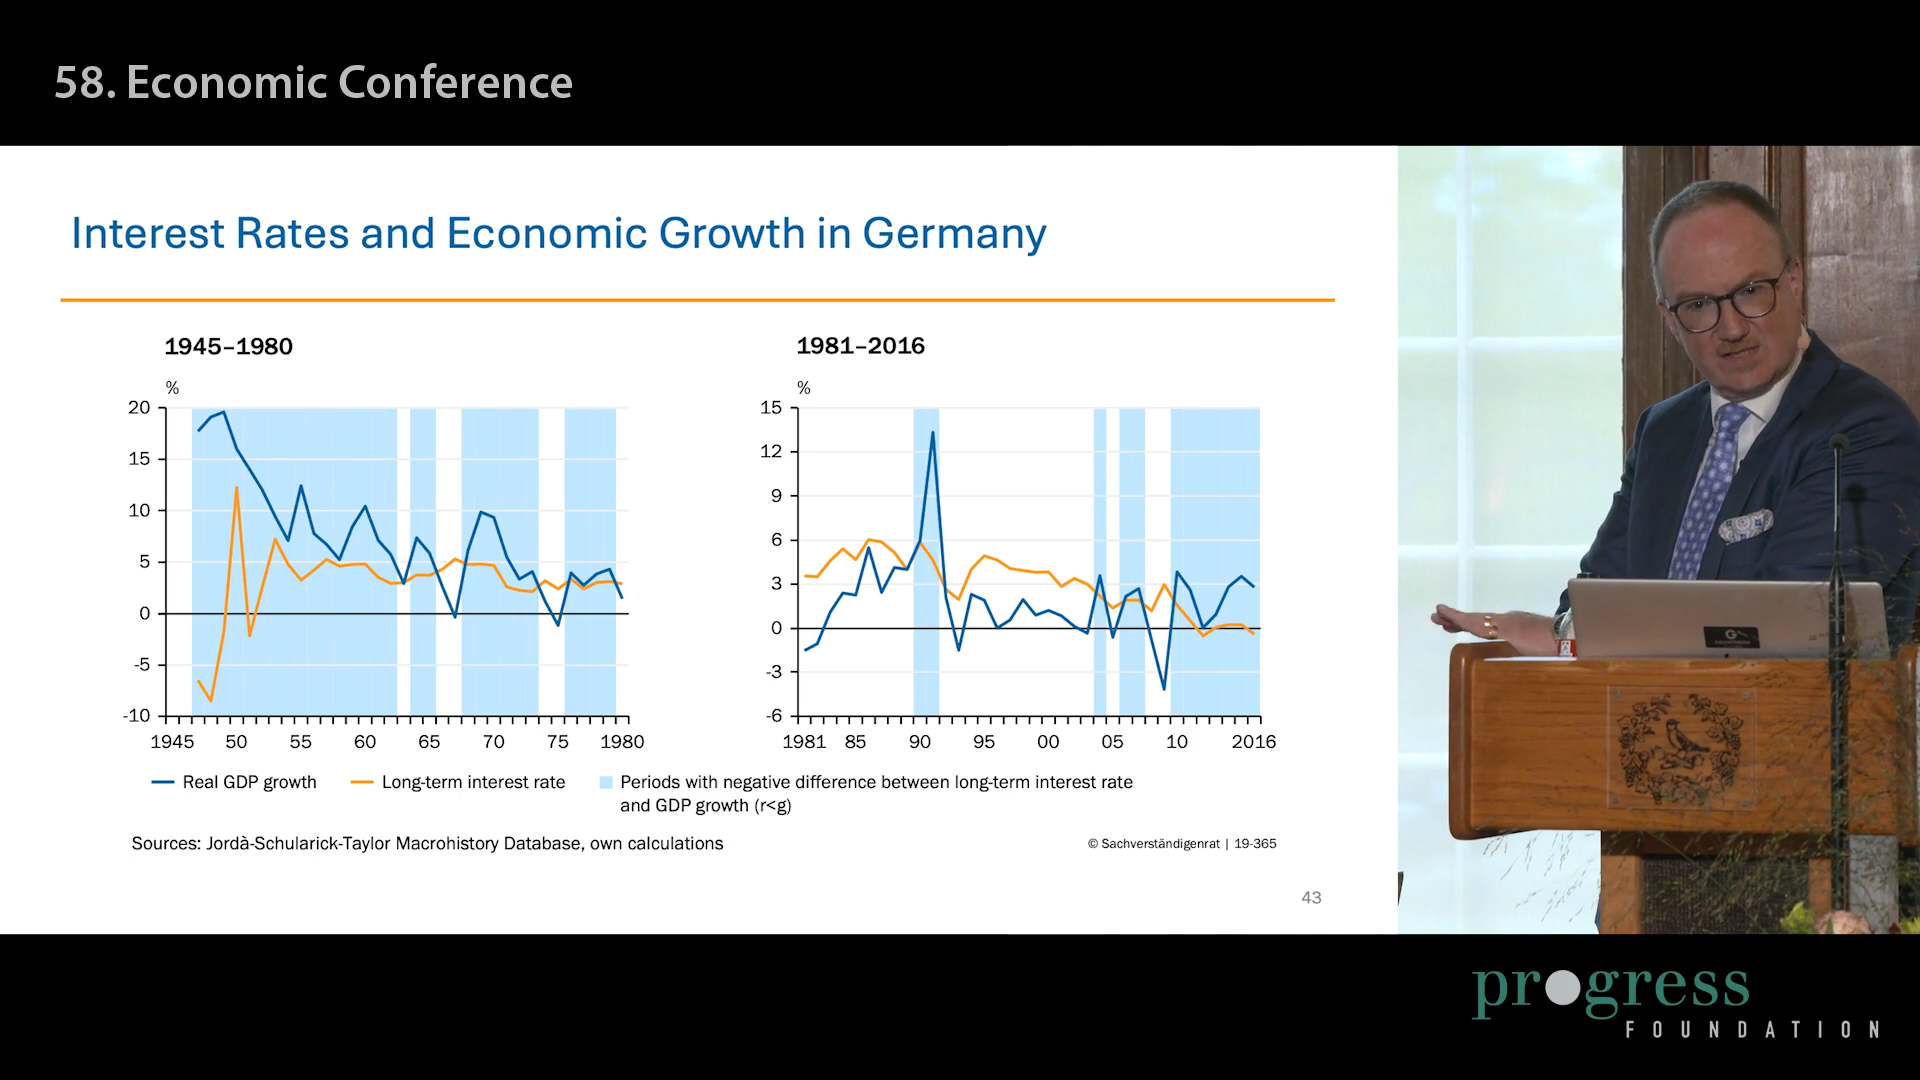 58. Economic Conference
Interest Rates and Economic Growth in Germany
1945–1980
%
20
15
10
5
0
-5
-10
1945 50 55 60 65 70 75 1980
1981–2016
%
15
12
9
6
3
0
-3
-6
1981 85 90 95 00 05 10 2016
Real GDP growth
Long-term interest rate
Periods with negative difference between long-term interest rate
and GDP growth (r<g)
Sources: Jordà-Schularick-Taylor Macrohistory Database, own calculations
© Sachverständigenrat | 19-365
43
progress
FOUNDATION